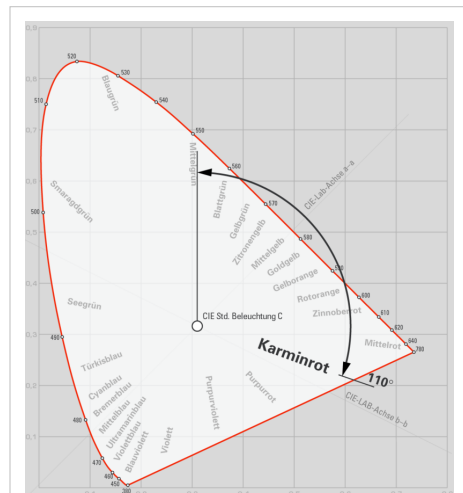 0,8
0,7
0,6
0,5
0,4
0,3
0,2
0,1
520
530
540
550
560
570
580
590
600
610
620
640
700
510
500
490
480
470
460
450
380
Blaugrün
Mittelgrün
Blattgrün
Gelbgrün
Zitronengelb
Mittelgelb
Goldgelb
Gelborange
Rotorange
Zinnoberrot
Mittelrot
Karminrot
110°
Purpurrot
Purpurviolett
Violett
Blauviolett
Violettblau
Ultramarinblau
Mittelblau
Bremerblau
Cyanblau
Türkisblau
Seegrün
Smaragdgrün
CIE Std. Beleuchtung C
CIE-Lab-Achse a-a
CIE-LAB-Achse b-b